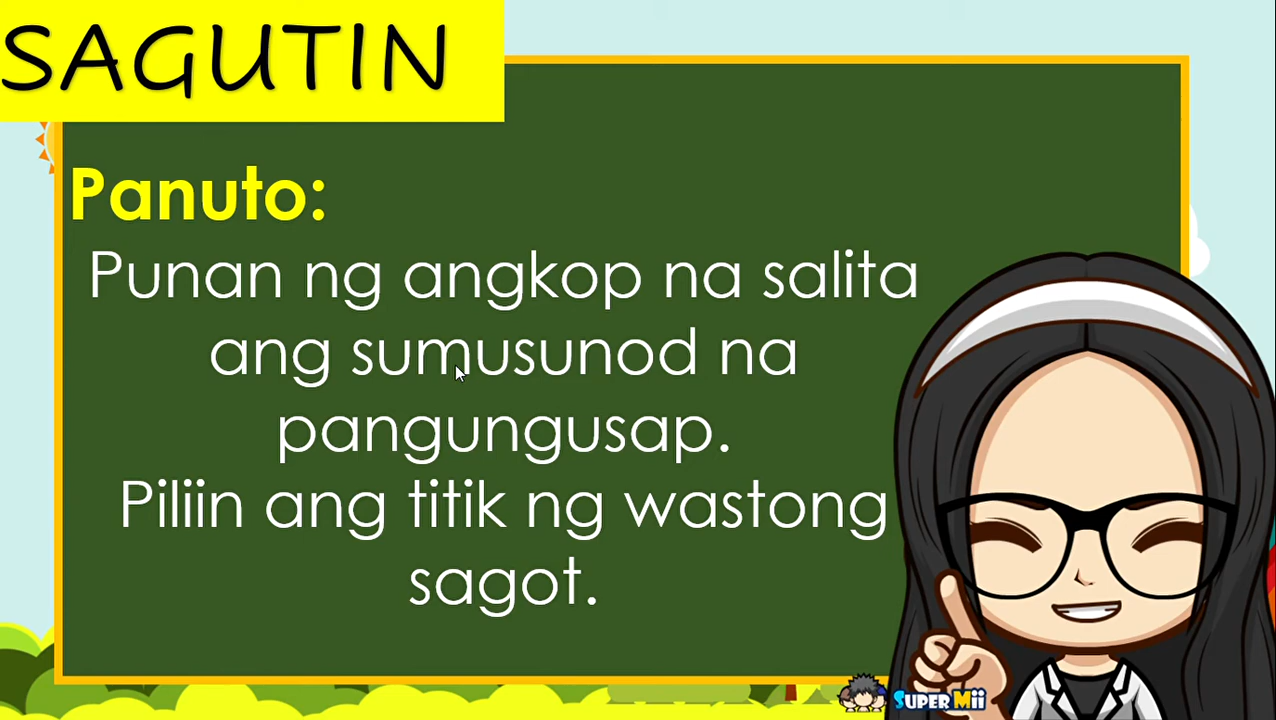 SAGUTIN
Panuto:
Punan ng angkop na salita
ang sumusunod na
pangungusap.
Piliin ang titik ng wastong
sagot.
SUPER Mii